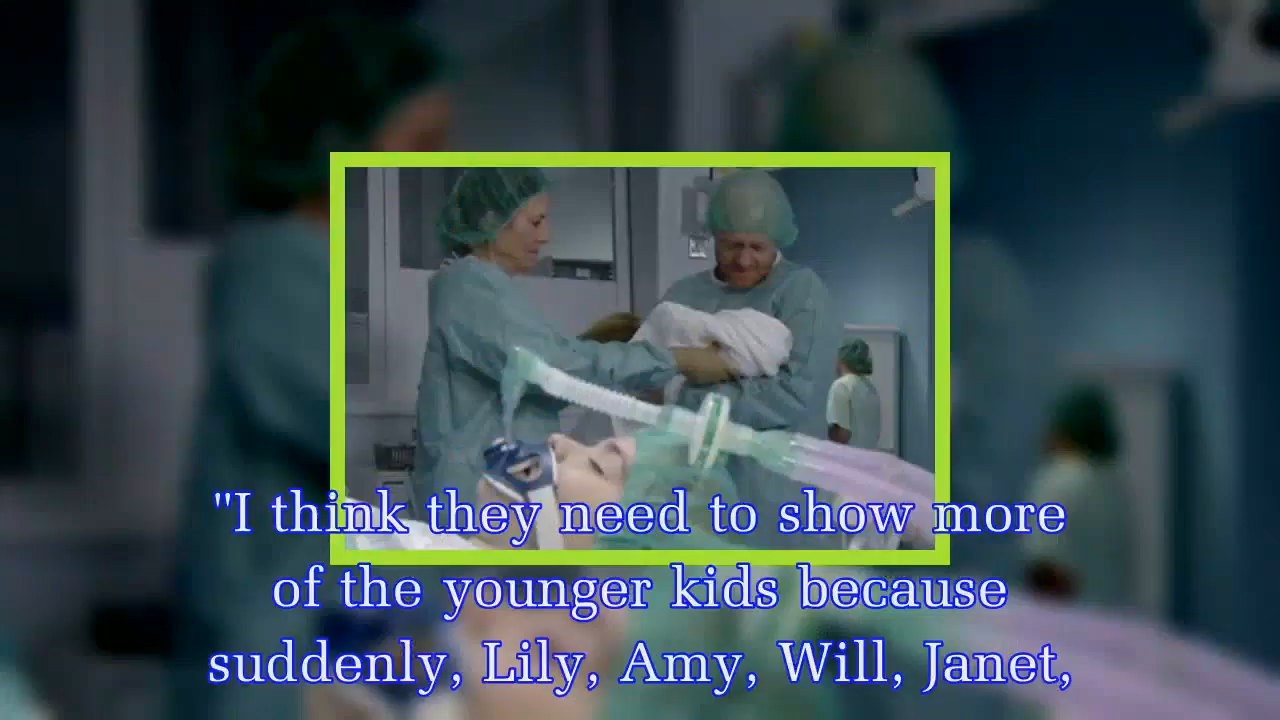 "I think they need to show more
of the younger kids because
suddenly, Lily, Amy, Will, Janet,